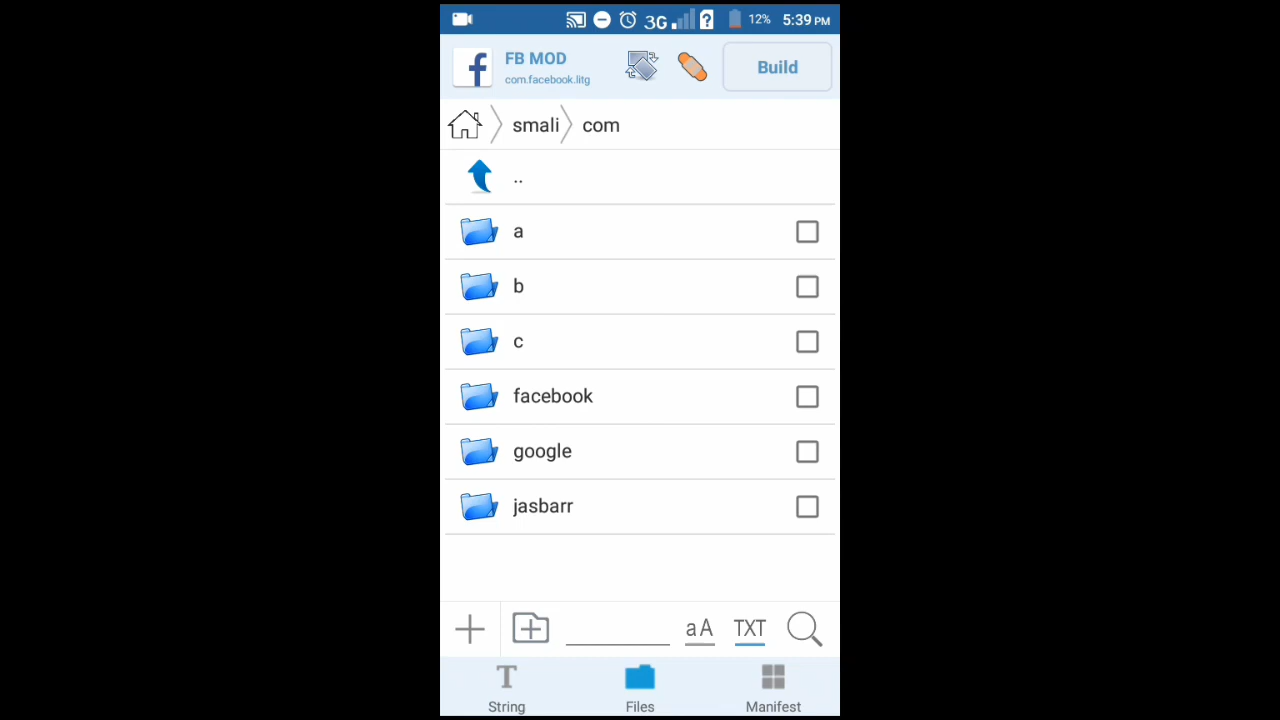 3G ? 12% 5:39 PM
f FB MOD
com.facebook.litg
Build
smali com
..
a
b
c
facebook
google
jasbarr
aA TXT
T
String Files Manifest